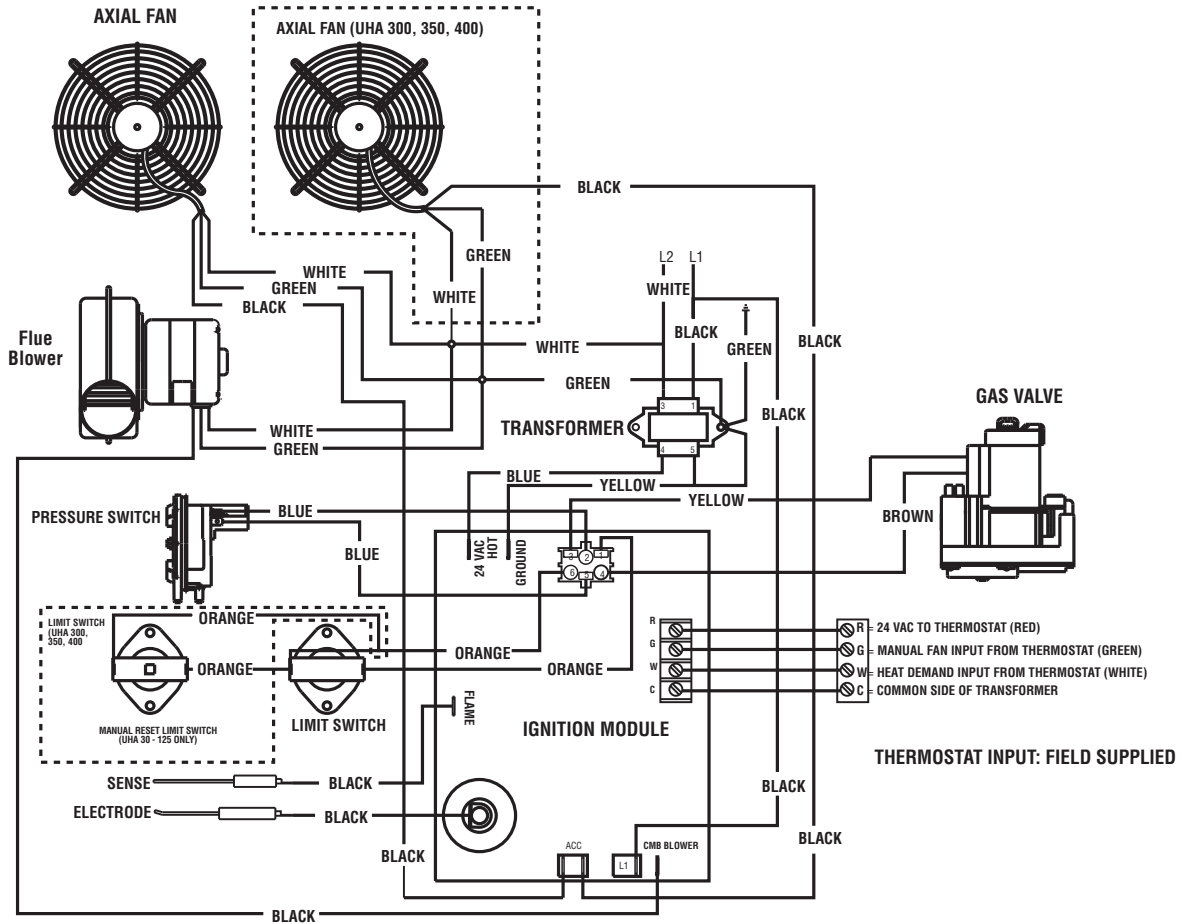 AXIAL FAN
AXIAL FAN (UHA 300, 350, 400)
BLACK
GREEN
WHITE
L2 L1
WHITE
GREEN
BLACK
WHITE
BLACK
GREEN
BLACK
Flue
Blower
WHITE
GREEN
BLACK
GAS VALVE
3 1
TRANSFORMER
4 5
WHITE
GREEN
BLUE
YELLOW
YELLOW
BROWN
PRESSURE SWITCH
BLUE
BLUE
24 VAC
HOT
GROUND
3 2 1
6 5 4
LIMIT SWITCH
(UHA 300,
350, 400
ORANGE
ORANGE
ORANGE
ORANGE
R
G
W
C
R = 24 VAC TO THERMOSTAT (RED)
G = MANUAL FAN INPUT FROM THERMOSTAT (GREEN)
W = HEAT DEMAND INPUT FROM THERMOSTAT (WHITE)
C = COMMON SIDE OF TRANSFORMER
MANUAL RESET LIMIT SWITCH
(UHA 30 - 125 ONLY)
LIMIT SWITCH
FLAME
IGNITION MODULE
THERMOSTAT INPUT: FIELD SUPPLIED
SENSE
BLACK
BLACK
ELECTRODE
BLACK
BLACK
BLACK
ACC
L1
CMB BLOWER
BLACK